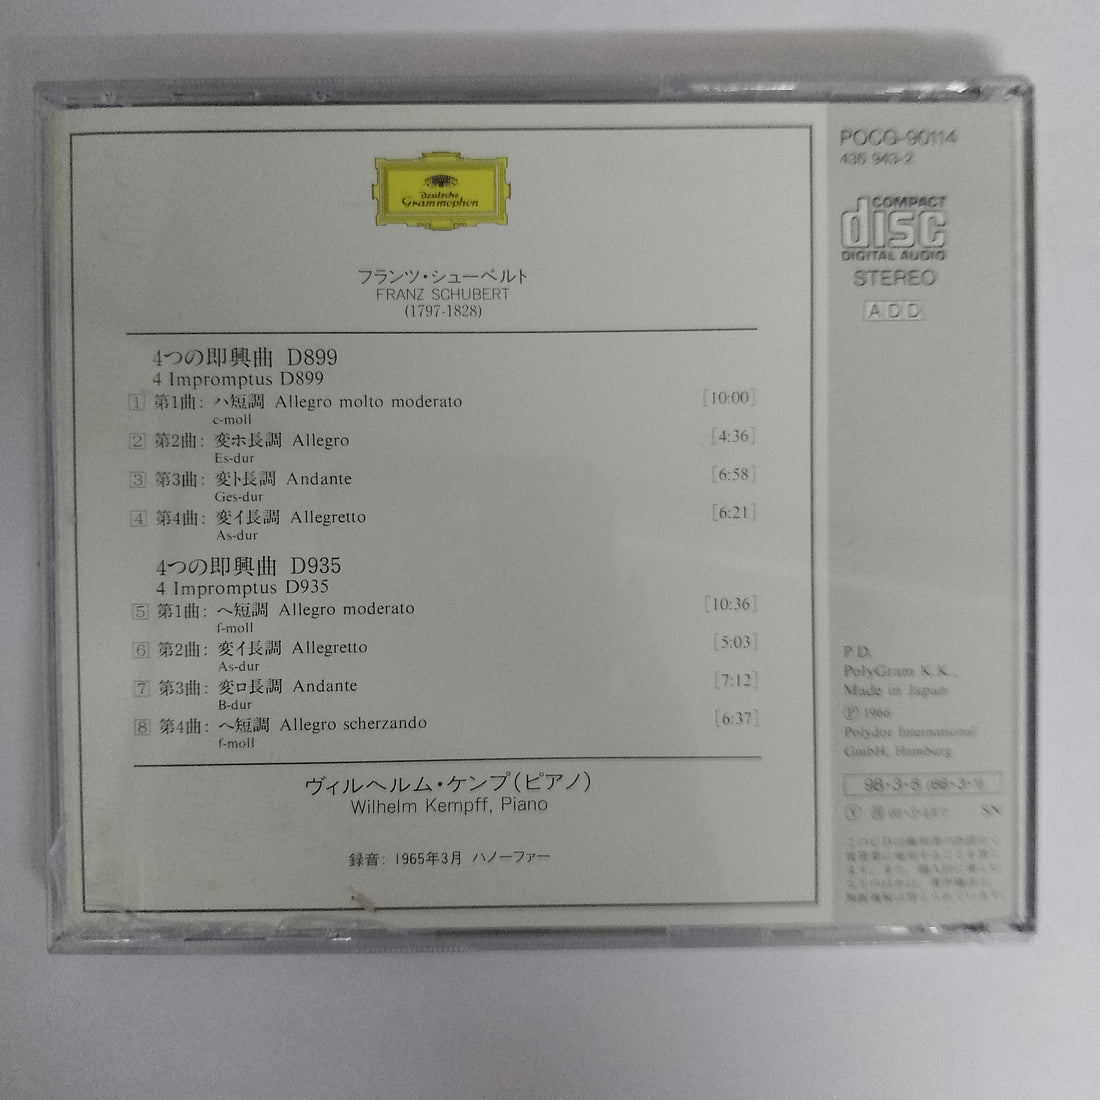 Deutsche
Grammophon
フランツ・シューベルト
FRANZ SCHUBERT
(1797-1828)
4つの即興曲 D899
4 Impromptus D899
1 第1曲: ハ短調 Allegro molto moderato [10:00]
c-moll
2 第2曲: 変ホ長調 Allegro [4:36]
Es-dur
3 第3曲: 変ト長調 Andante [6:58]
Ges-dur
4 第4曲: 変イ長調 Allegretto [6:21]
As-dur
4つの即興曲 D935
4 Impromptus D935
5 第1曲: ヘ短調 Allegro moderato [10:36]
f-moll
6 第2曲: 変イ長調 Allegretto [5:03]
As-dur
7 第3曲: 変ロ長調 Andante [7:12]
B-dur
8 第4曲: ヘ短調 Allegro scherzando [6:37]
f-moll
ヴィルヘルム・ケンプ(ピアノ)
Wilhelm Kempff, Piano
録音: 1965年3月 ハノーファー
POCG-90114
435 943-2
COMPACT
disc
DIGITAL AUDIO
STEREO
ADD
P.D.
PolyGram K.K.,
Made in Japan
Ⓟ 1966
Polydor International
GmbH, Hamburg
98・3・5 (66・3・1)
Ⓨ SN